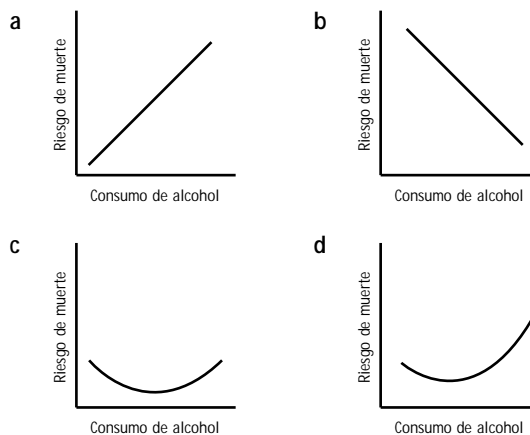 a
Riesgo de muerte
Consumo de alcohol
b
Riesgo de muerte
Consumo de alcohol
c
Riesgo de muerte
Consumo de alcohol
d
Riesgo de muerte
Consumo de alcohol